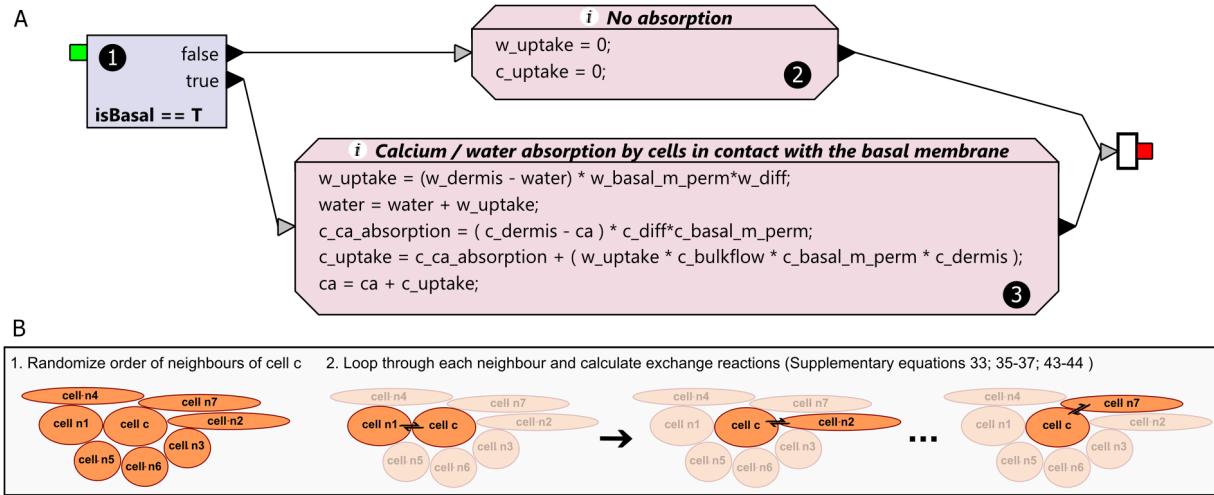 A
1
false
true
isBasal == T
i No absorption
w_uptake = 0;
c_uptake = 0;
2
i Calcium / water absorption by cells in contact with the basal membrane
w_uptake = (w_dermis - water) * w_basal_m_perm*w_diff;
water = water + w_uptake;
c_ca_absorption = ( c_dermis - ca ) * c_diff*c_basal_m_perm;
c_uptake = c_ca_absorption + ( w_uptake * c_bulkflow * c_basal_m_perm * c_dermis );
ca = ca + c_uptake;
3
B
1. Randomize order of neighbours of cell c
cell n4
cell n7
cell n1
cell c
cell n2
cell n3
cell n5
cell n6
2. Loop through each neighbour and calculate exchange reactions (Supplementary equations 33; 35-37; 43-44 )
cell n4
cell n7
cell n1
cell c
cell n2
cell n3
cell n5
cell n6
cell n4
cell n7
cell n1
cell c
cell n2
cell n3
cell n5
cell n6
...
cell n4
cell n7
cell n1
cell c
cell n2
cell n3
cell n5
cell n6